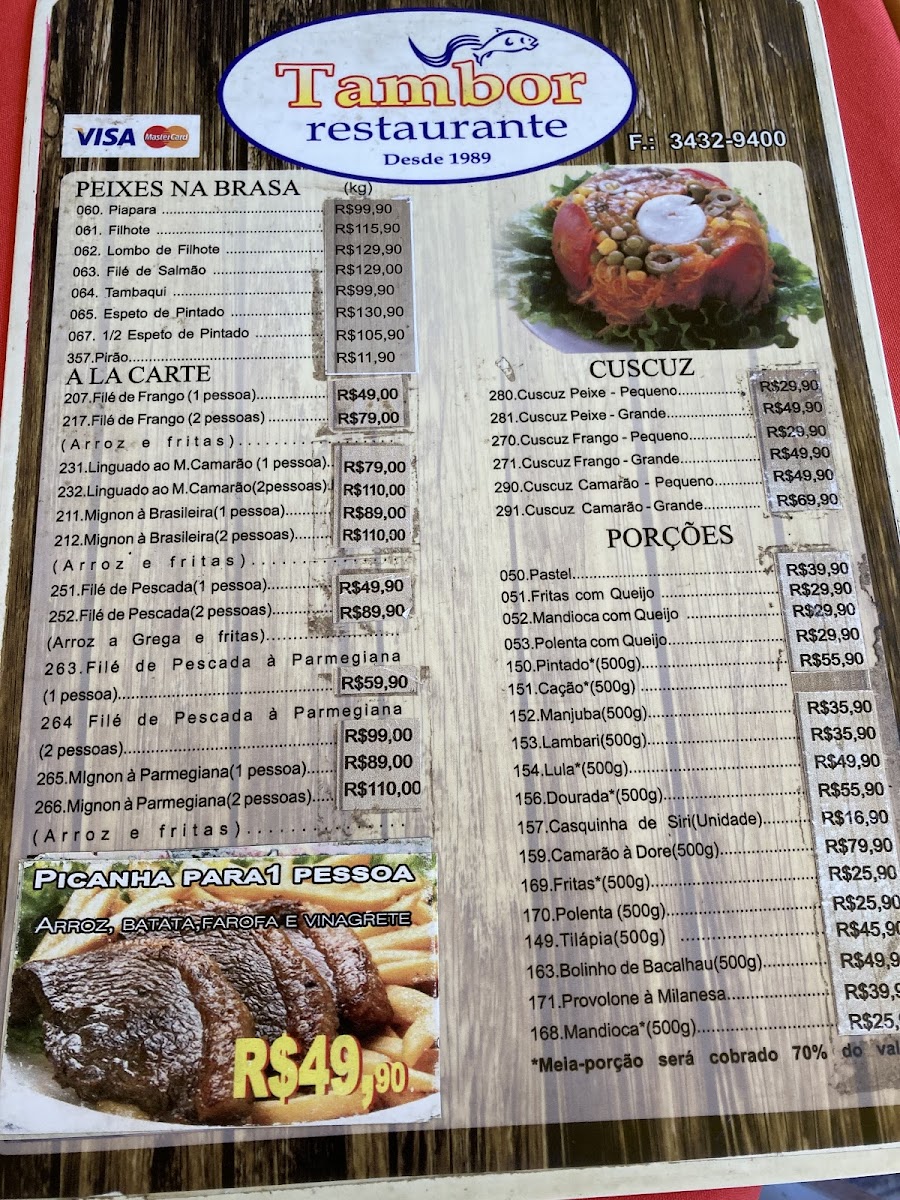 Tambor
restaurante
Desde 1989
VISA MasterCard
F.: 3432-9400
PEIXES NA BRASA (kg)
060. Piapara R$99,90
061. Filhote R$115,90
062. Lombo de Filhote R$129,90
063. Filé de Salmão R$129,00
064. Tambaqui R$99,90
065. Espeto de Pintado R$130,90
067. 1/2 Espeto de Pintado R$105,90
357.Pirão R$11,90
A LA CARTE
207.Filé de Frango (1 pessoa) R$49,00
217.Filé de Frango (2 pessoas) R$79,00
(Arroz e fritas)
231.Linguado ao M.Camarão (1 pessoa) R$79,00
232.Linguado ao M.Camarão(2pessoas) R$110,00
211.Mignon à Brasileira(1 pessoa) R$89,00
212.Mignon à Brasileira(2 pessoas) R$110,00
(Arroz e fritas)
251.Filé de Pescada(1 pessoa) R$49,90
252.Filé de Pescada(2 pessoas) R$89,90
(Arroz a Grega e fritas)
263.Filé de Pescada à Parmegiana
(1 pessoa) R$59,90
264 Filé de Pescada à Parmegiana
(2 pessoas) R$99,00
265.MIgnon à Parmegiana(1 pessoa) R$89,00
266.Mignon à Parmegiana(2 pessoas) R$110,00
(Arroz e fritas)
PICANHA PARA1 PESSOA
ARROZ, BATATA,FAROFA E VINAGRETE
R$49,90
CUSCUZ
280.Cuscuz Peixe - Pequeno R$29,90
281.Cuscuz Peixe - Grande R$49,90
270.Cuscuz Frango - Pequeno R$29,90
271.Cuscuz Frango - Grande R$49,90
290.Cuscuz Camarão - Pequeno R$49,90
291.Cuscuz Camarão - Grande R$69,90
PORÇÕES
050.Pastel R$39,90
051.Fritas com Queijo R$29,90
052.Mandioca com Queijo R$29,90
053.Polenta com Queijo R$29,90
150.Pintado*(500g) R$55,90
151.Cação*(500g)
152.Manjuba(500g) R$35,90
153.Lambari(500g) R$35,90
154.Lula*(500g) R$49,90
156.Dourada*(500g) R$55,90
157.Casquinha de Siri(Unidade) R$16,90
159.Camarão à Dore(500g) R$79,90
169.Fritas*(500g) R$25,90
170.Polenta (500g) R$25,90
149.Tilápia(500g) R$45,90
163.Bolinho de Bacalhau(500g) R$49,9
171.Provolone à Milanesa R$39,
168.Mandioca*(500g) R$25,
*Meia-porção será cobrado 70% do val